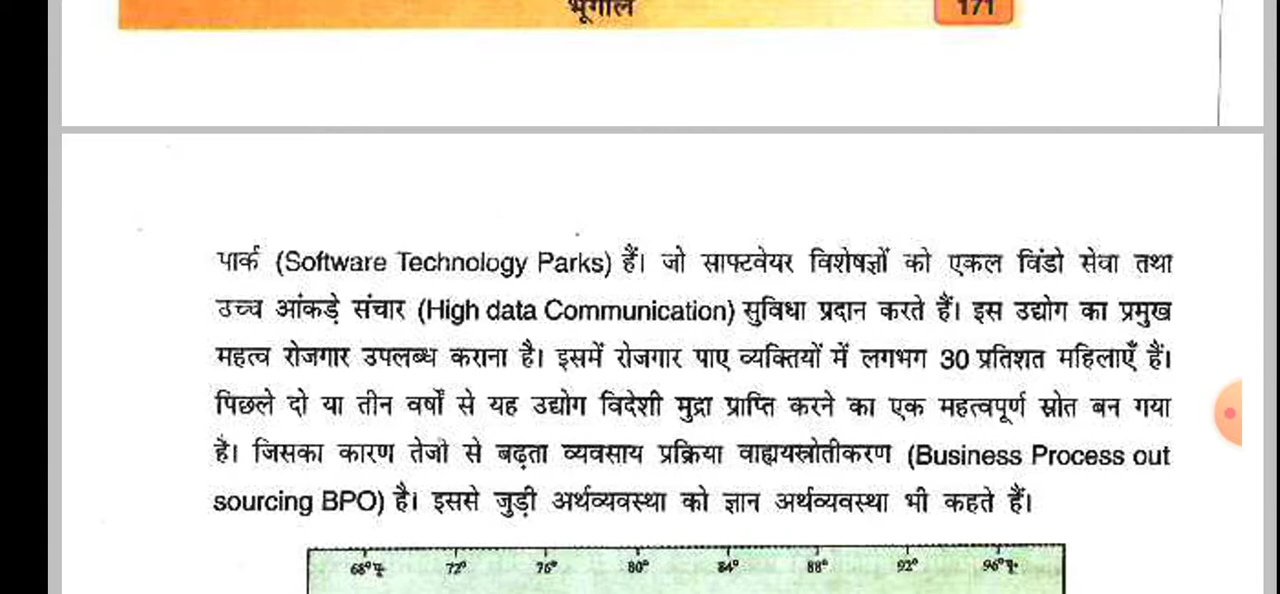 भूगोल
171
पार्क (Software Technology Parks) हैं। जो साफ्टवेयर विशेषज्ञों को एकल विंडो सेवा तथा
उच्च आंकड़े संचार (High data Communication) सुविधा प्रदान करते हैं। इस उद्योग का प्रमुख
महत्व रोजगार उपलब्ध कराना है। इसमें रोजगार पाए व्यक्तियों में लगभग 30 प्रतिशत महिलाएँ हैं।
पिछले दो या तीन वर्षों से यह उद्योग विदेशी मुद्रा प्राप्ति करने का एक महत्वपूर्ण स्रोत बन गया
है। जिसका कारण तेजी से बढ़ता व्यवसाय प्रक्रिया वाह्ययस्त्रोतीकरण (Business Process out
sourcing BPO) है। इससे जुड़ी अर्थव्यवस्था को ज्ञान अर्थव्यवस्था भी कहते हैं।
68° पू. 72° 76° 80° 84° 88° 92° 96° पू.